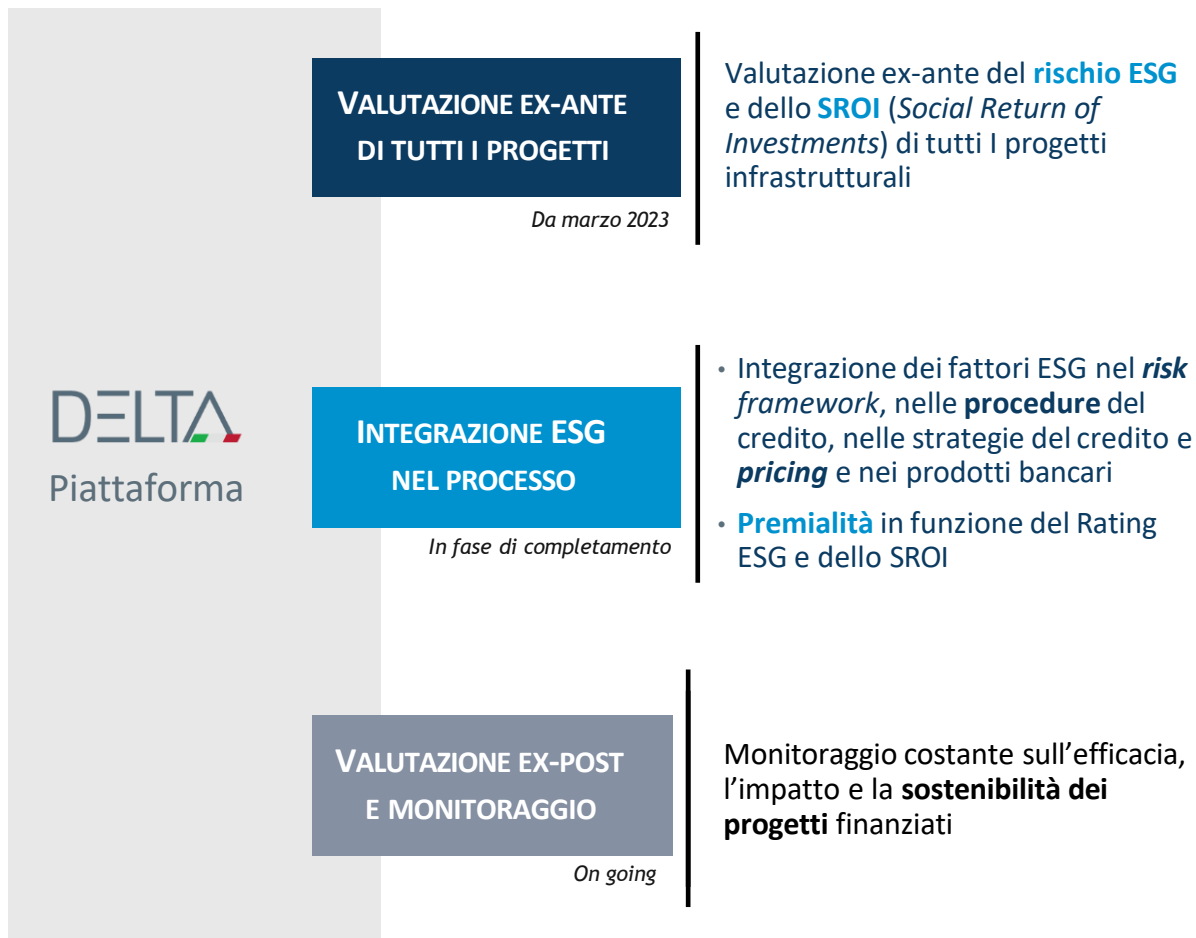 VALUTAZIONE EX-ANTE
DI TUTTI I PROGETTI
Da marzo 2023
Valutazione ex-ante del rischio ESG
e dello SROI (Social Return of
Investments) di tutti I progetti
infrastrutturali
DELTA
Piattaforma
INTEGRAZIONE ESG
NEL PROCESSO
In fase di completamento
• Integrazione dei fattori ESG nel risk
framework, nelle procedure del
credito, nelle strategie del credito e
pricing e nei prodotti bancari
• Premialità in funzione del Rating
ESG e dello SROI
VALUTAZIONE EX-POST
E MONITORAGGIO
On going
Monitoraggio costante sull’efficacia,
l’impatto e la sostenibilità dei
progetti finanziati